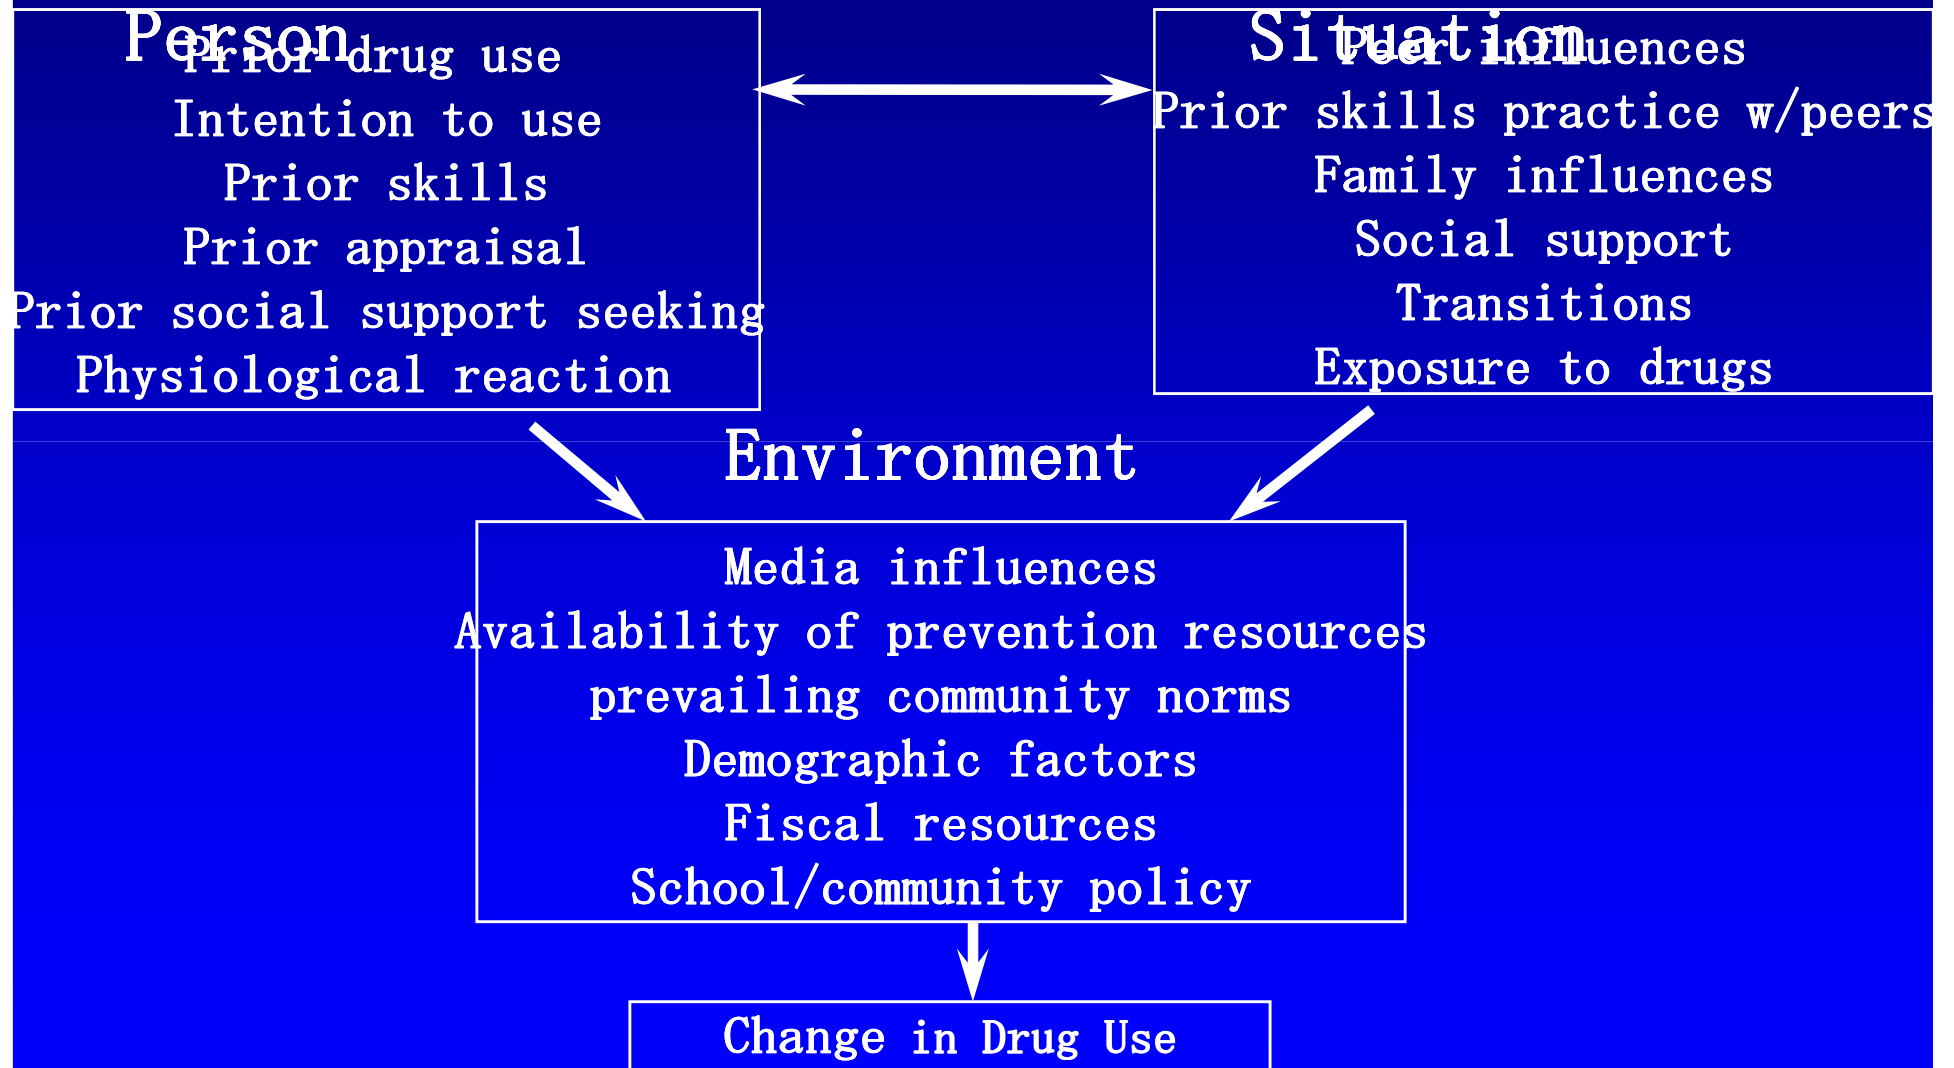 Person
Prior drug use
Intention to use
Prior skills
Prior appraisal
Prior social support seeking
Physiological reaction
Situation
Peer influences
Prior skills practice w/peers
Family influences
Social support
Transitions
Exposure to drugs
Environment
Media influences
Availability of prevention resources
prevailing community norms
Demographic factors
Fiscal resources
School/community policy
Change in Drug Use